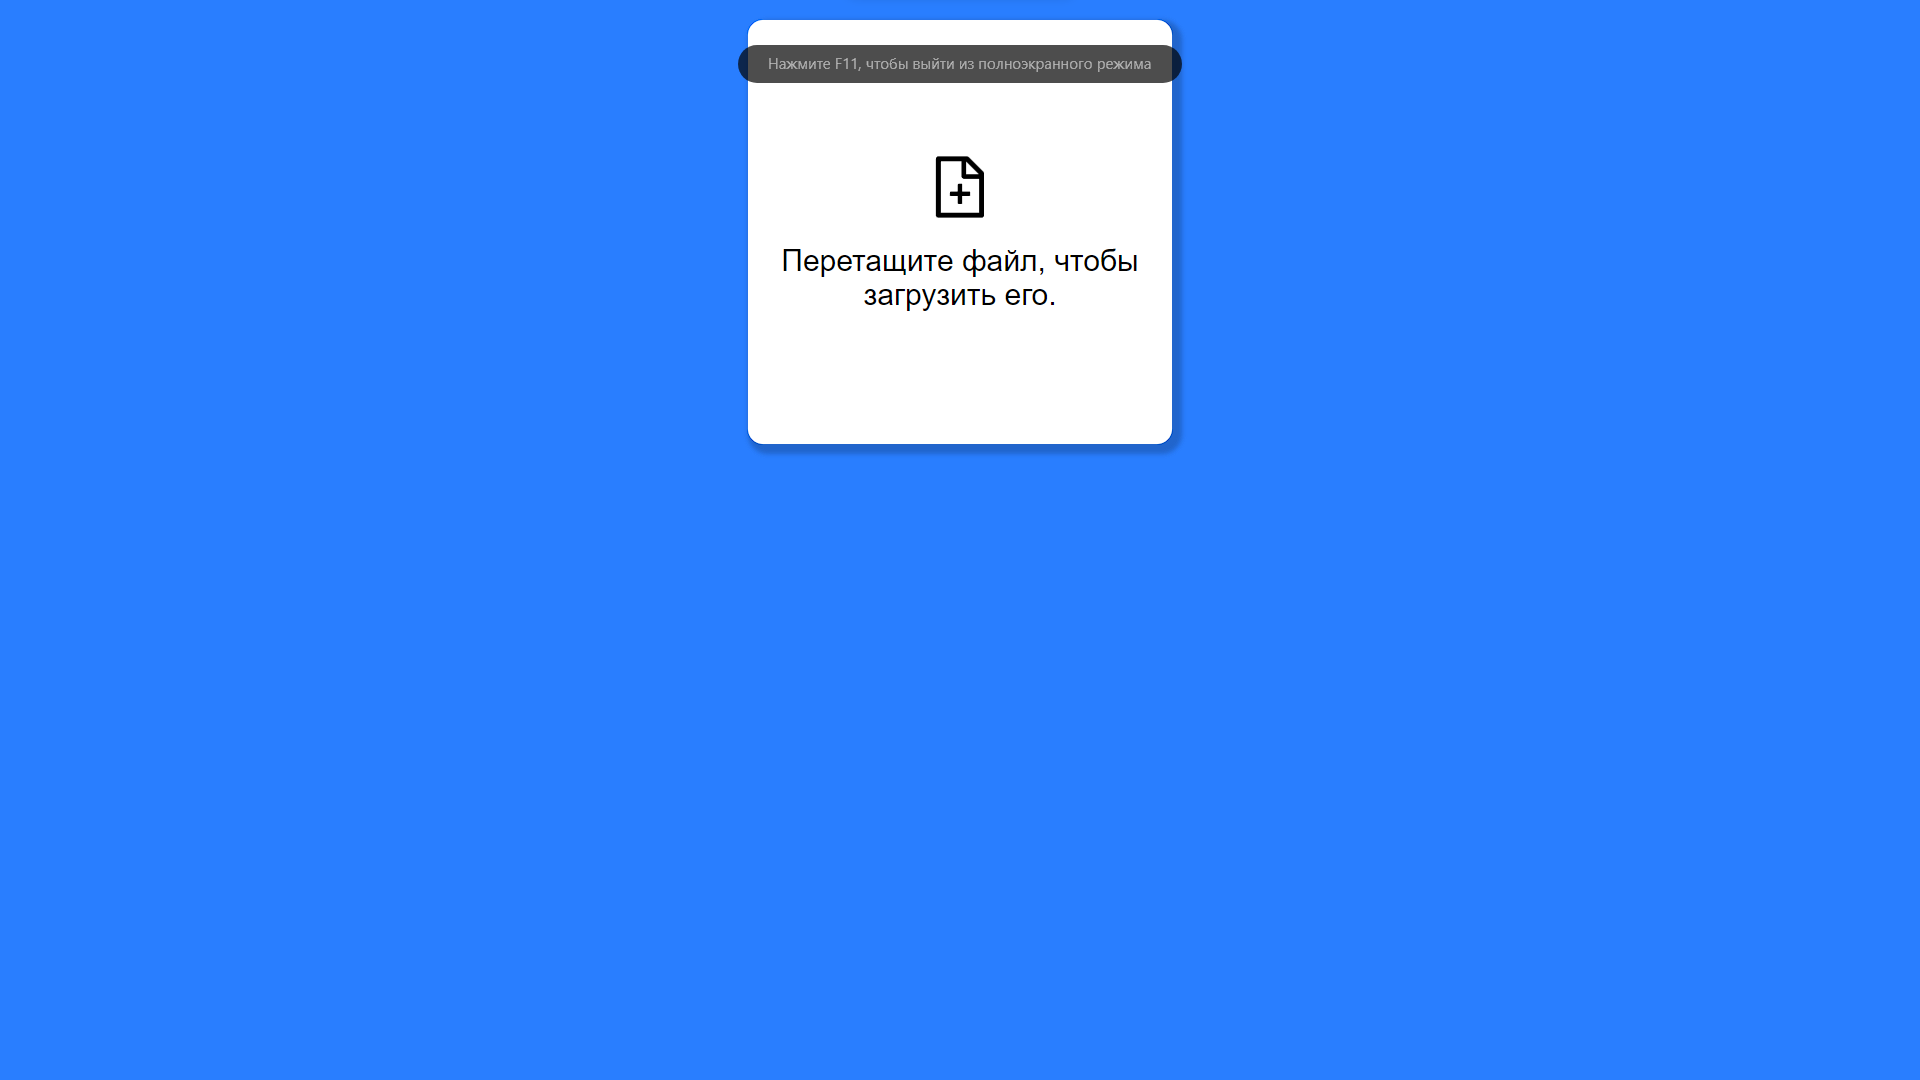 Нажмите F11, чтобы выйти из полноэкранного режима
Перетащите файл, чтобы
загрузить его.